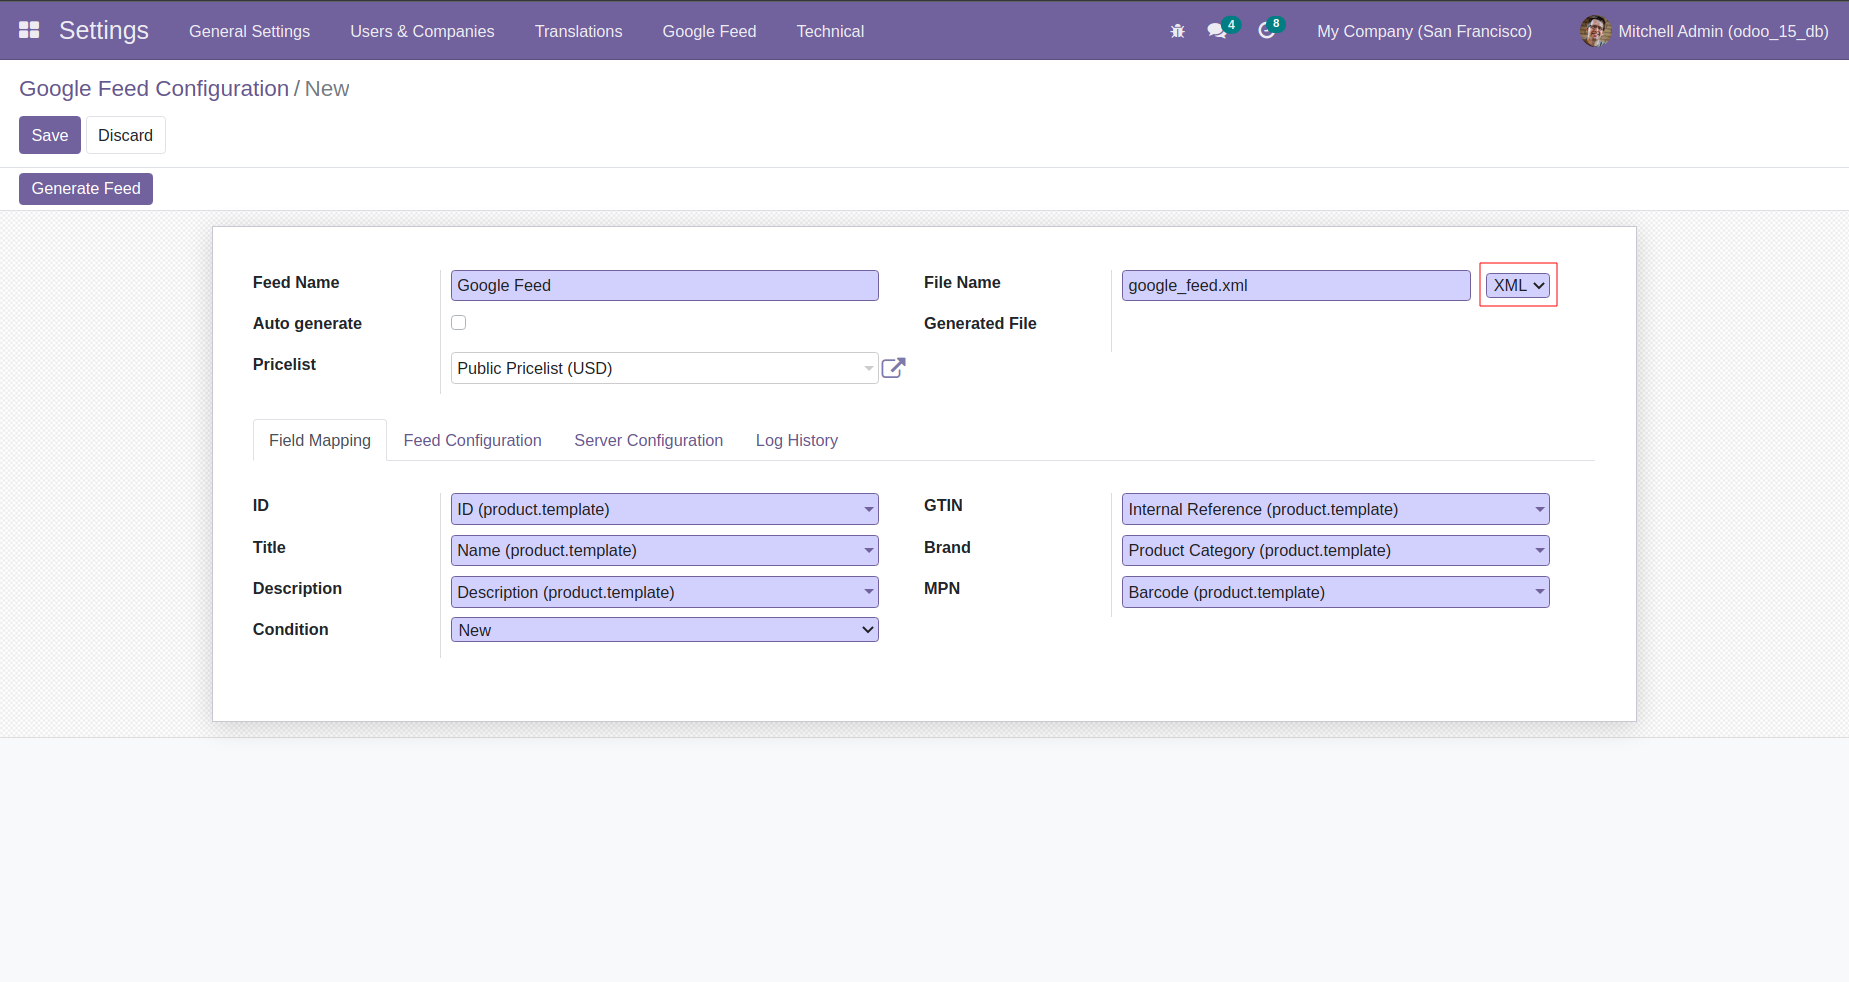 Settings General Settings Users & Companies Translations Google Feed Technical 4 8 My Company (San Francisco) Mitchell Admin (odoo_15_db)
Google Feed Configuration / New
Save Discard
Generate Feed
Feed Name Google Feed File Name google_feed.xml XML
Auto generate Generated File
Pricelist Public Pricelist (USD)
Field Mapping Feed Configuration Server Configuration Log History
ID ID (product.template) GTIN Internal Reference (product.template)
Title Name (product.template) Brand Product Category (product.template)
Description Description (product.template) MPN Barcode (product.template)
Condition New